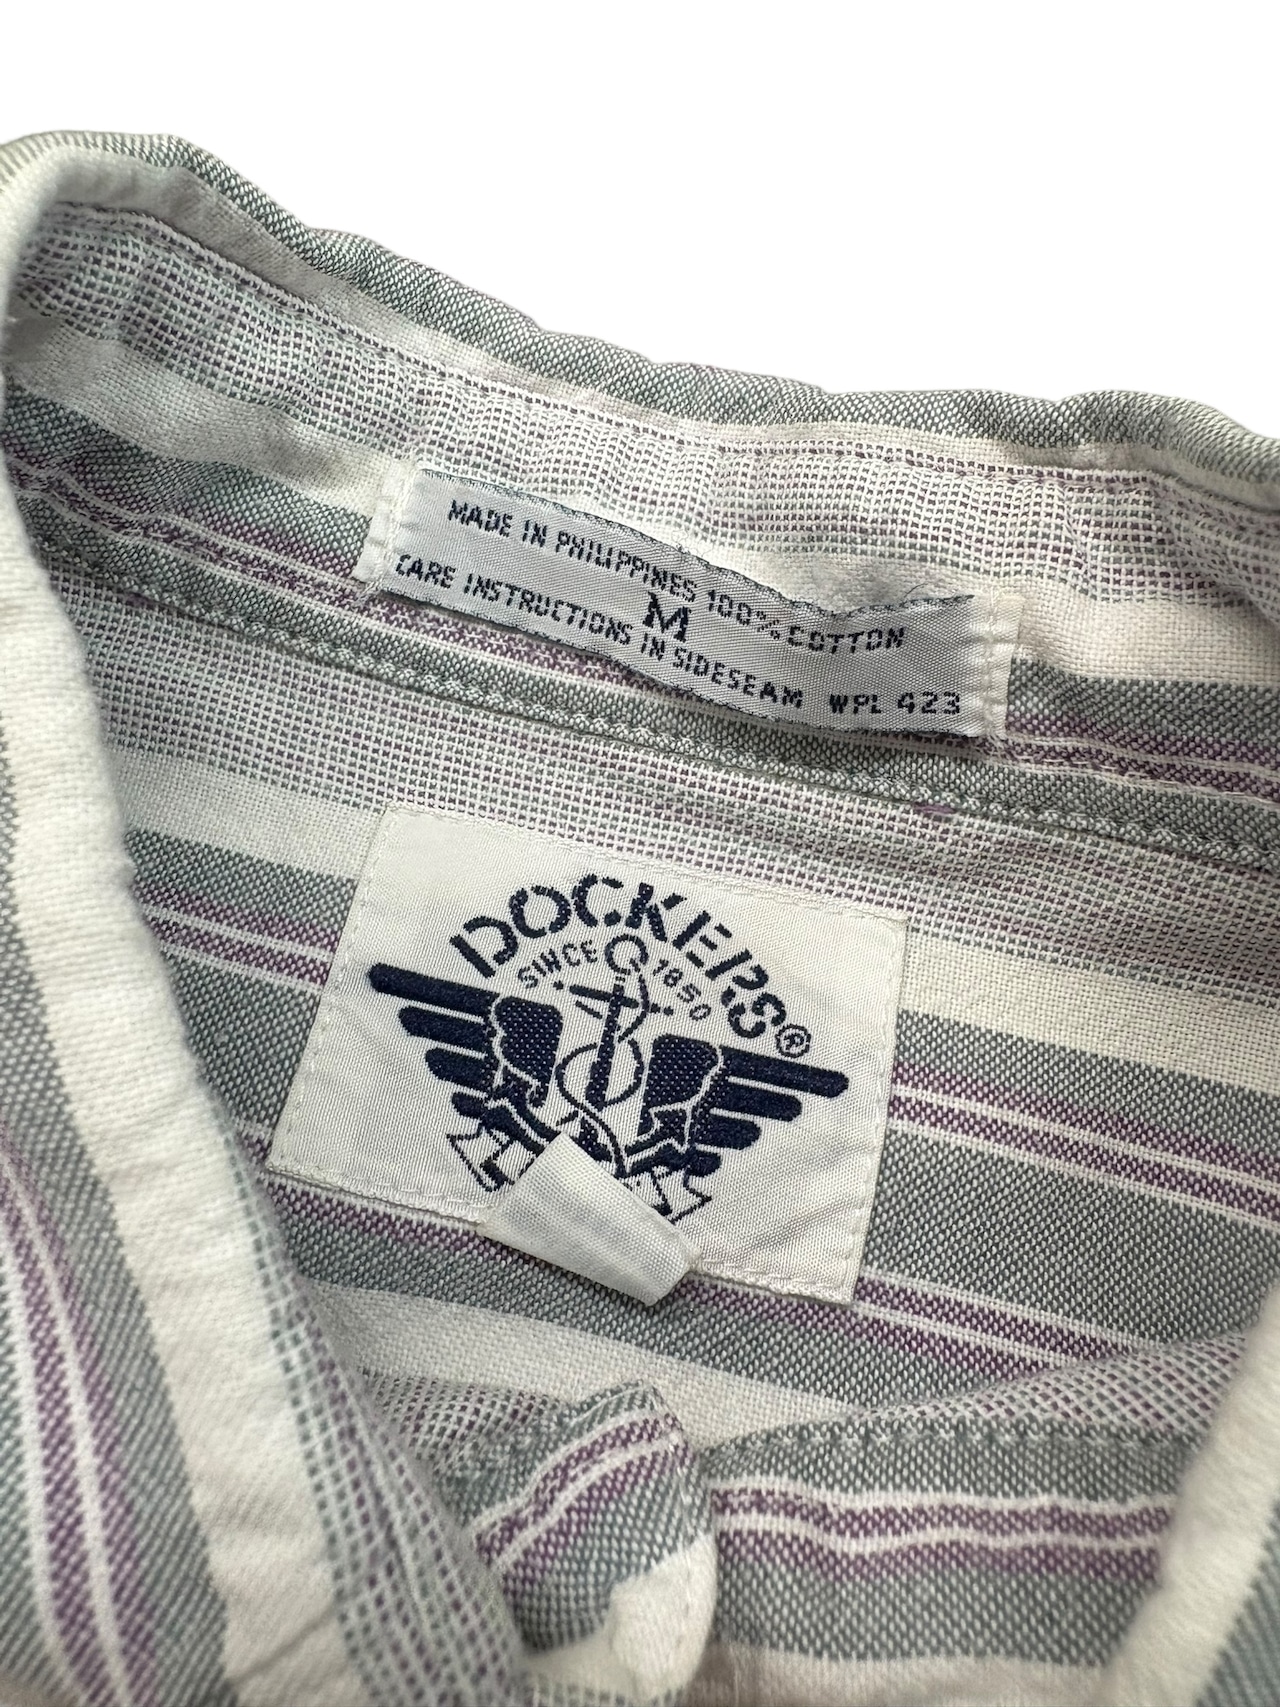 MADE IN PHILIPPINES 100% COTTON
M
CARE INSTRUCTIONS IN SIDESEAM WPL 423
DOCKERS®
SINCE 1850